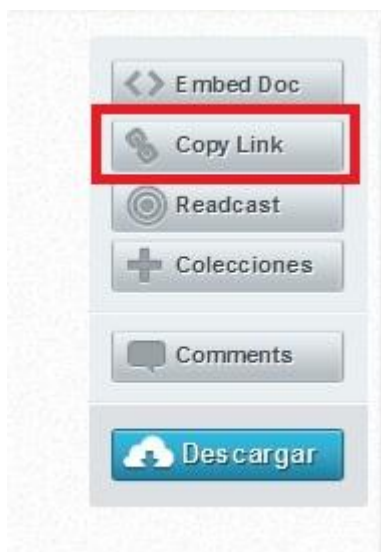 Embed Doc
Copy Link
Readcast
Colecciones
Comments
Descargar